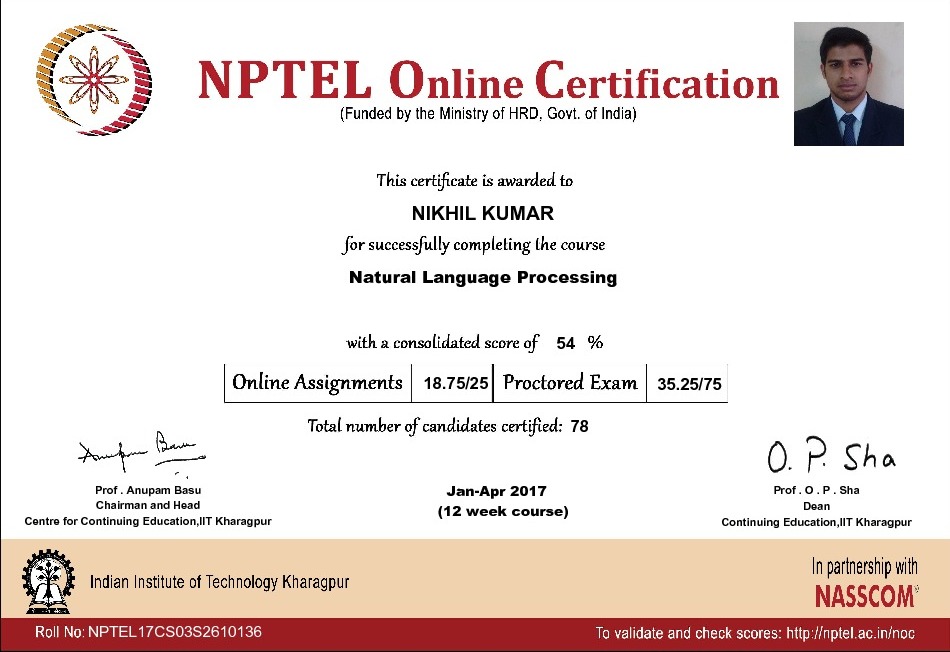 NPTEL Online Certification
(Funded by the Ministry of HRD, Govt. of India)
This certificate is awarded to
NIKHIL KUMAR
for successfully completing the course
Natural Language Processing
with a consolidated score of 54 %
Online Assignments 18.75/25 Proctored Exam 35.25/75
Total number of candidates certified: 78
Anupam Basu
O. P. Sha
Prof . Anupam Basu
Chairman and Head
Centre for Continuing Education,IIT Kharagpur
Jan-Apr 2017
(12 week course)
Prof . O . P . Sha
Dean
Continuing Education,IIT Kharagpur
Indian Institute of Technology Kharagpur
In partnership with
NASSCOM®
Roll No: NPTEL17CS03S2610136
To validate and check scores: http://nptel.ac.in/noc